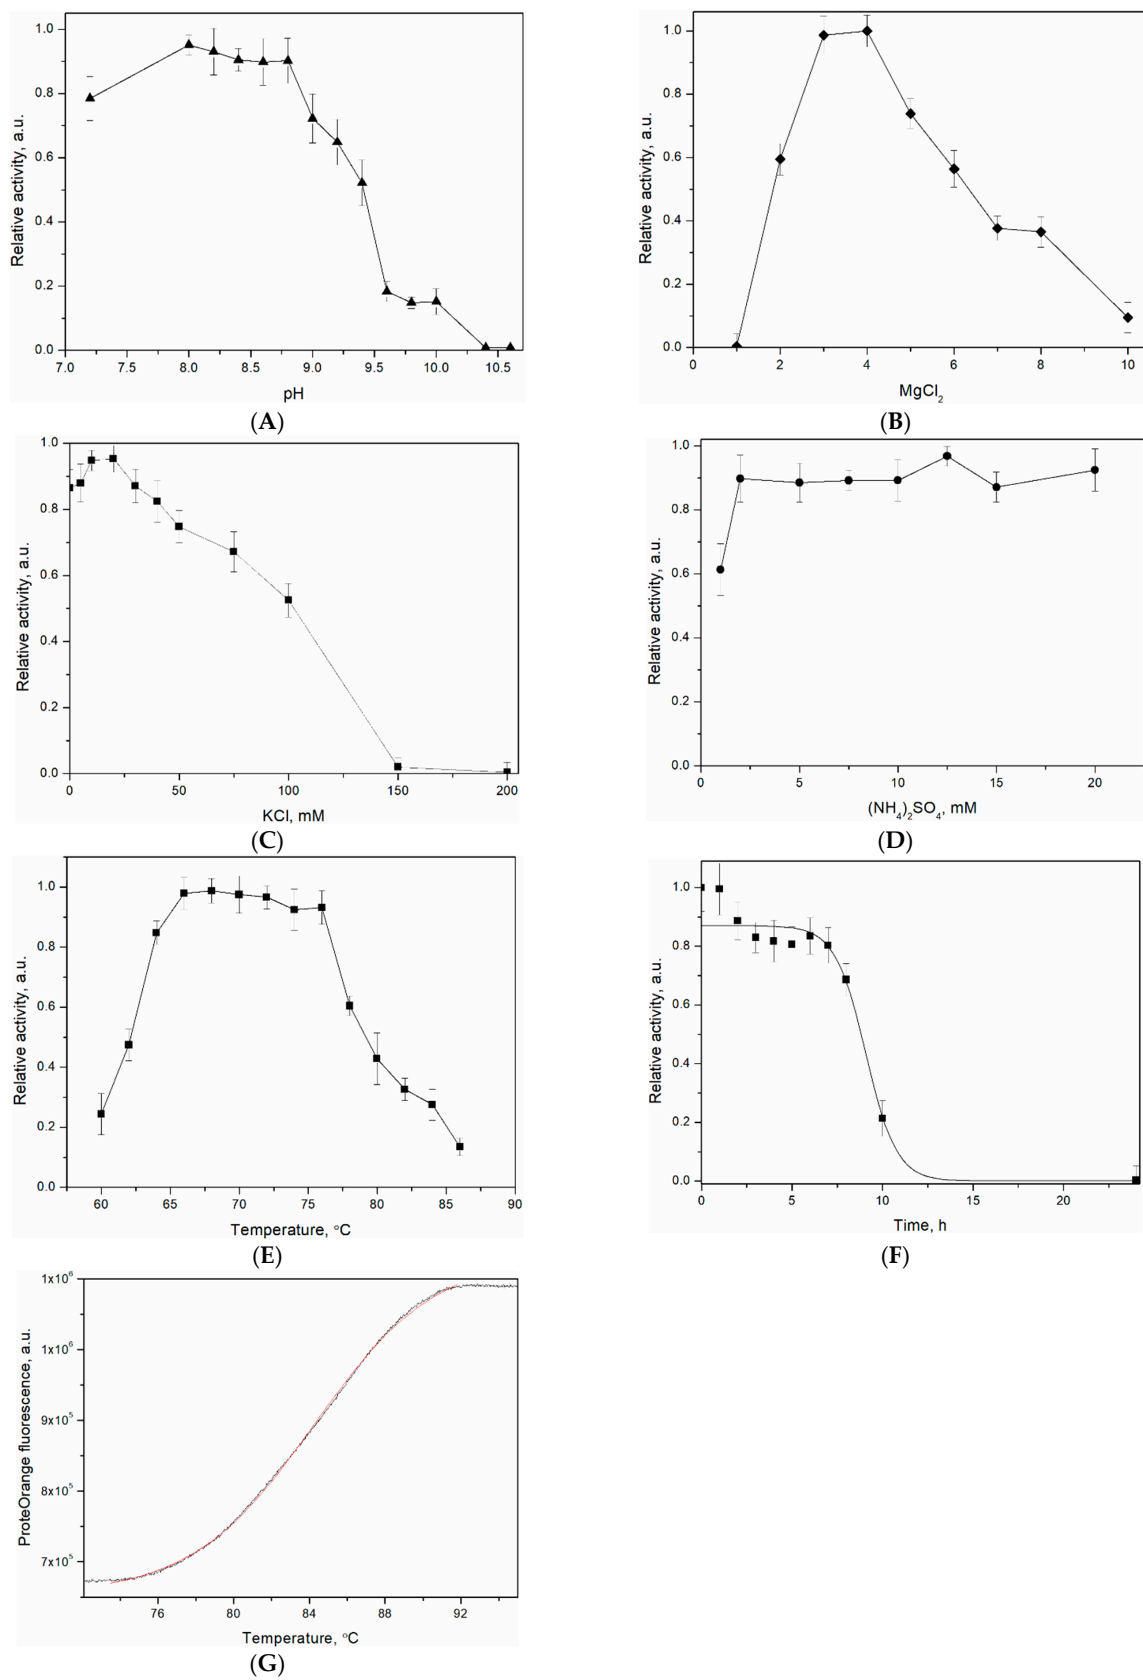 1.0
0.8
0.6
0.4
0.2
0.0
Relative activity, a.u.
7.0 7.5 8.0 8.5 9.0 9.5 10.0 10.5
pH
(A)
1.0
0.8
0.6
0.4
0.2
0.0
Relative activity, a.u.
2 4 6 8 10
MgCl2
(B)
1.0
0.8
0.6
0.4
0.2
0.0
Relative activity, a.u.
0 50 100 150 200
KCl, mM
(C)
1.0
0.8
0.6
0.4
0.2
0.0
Relative activity, a.u.
0 5 10 15 20
(NH4)2SO4, mM
(D)
1.0
0.8
0.6
0.4
0.2
0.0
Relative activity, a.u.
60 65 70 75 80 85 90
Temperature, °C
(E)
1.0
0.8
0.6
0.4
0.2
0.0
Relative activity, a.u.
0 5 10 15 20
Time, h
(F)
1x10⁶
1x10⁶
9x10⁵
8x10⁵
7x10⁵
ProteOrange fluorescence, a.u.
76 80 84 88 92
Temperature, °C
(G)